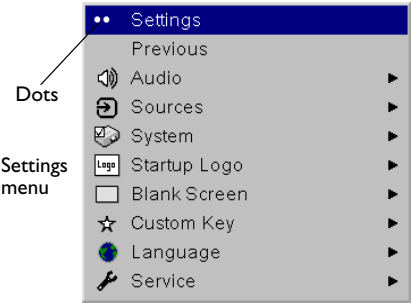 Settings
Previous
Audio
Dots
Sources
System
Settings
menu
Logo
Startup Logo
Blank Screen
Custom Key
Language
Service